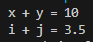 x + y = 10
i + j = 3.5